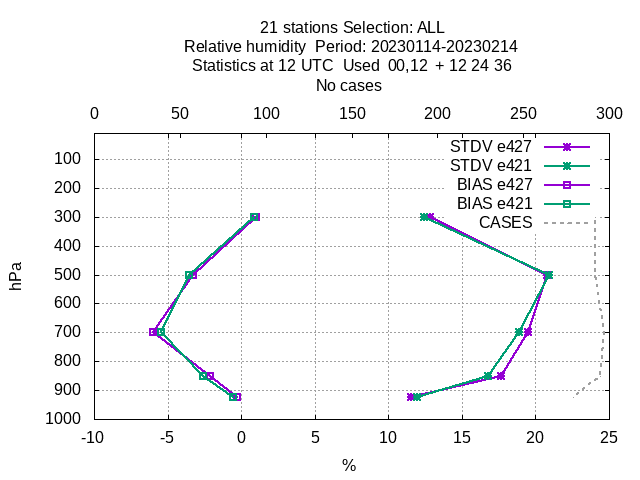 21 stations Selection: ALL
Relative humidity  Period: 20230114-20230214
Statistics at 12 UTC  Used  00,12  + 12 24 36
No cases
0 50 100 150 200 250 300
STDV e427
STDV e421
BIAS e427
BIAS e421
CASES
hPa
100
200
300
400
500
600
700
800
900
1000
-10 -5 0 5 10 15 20 25
%